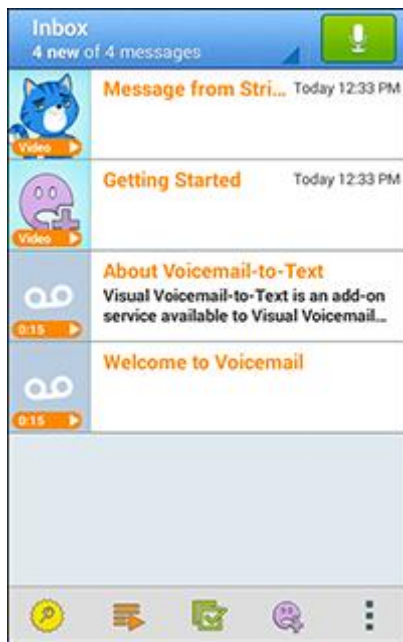 Inbox
4 new of 4 messages
Message from Stri... Today 12:33 PM
Video
Getting Started Today 12:33 PM
Video
About Voicemail-to-Text
Visual Voicemail-to-Text is an add-on
service available to Visual Voicemail...
0:15
Welcome to Voicemail
0:15